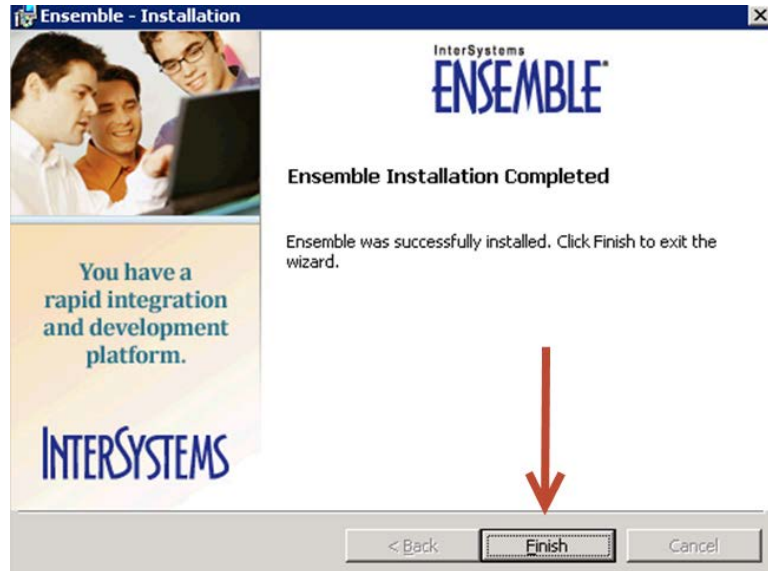 Ensemble - Installation
InterSystems
ENSEMBLE
Ensemble Installation Completed
Ensemble was successfully installed. Click Finish to exit the
wizard.
You have a
rapid integration
and development
platform.
INTERSYSTEMS
< Back
Finish
Cancel